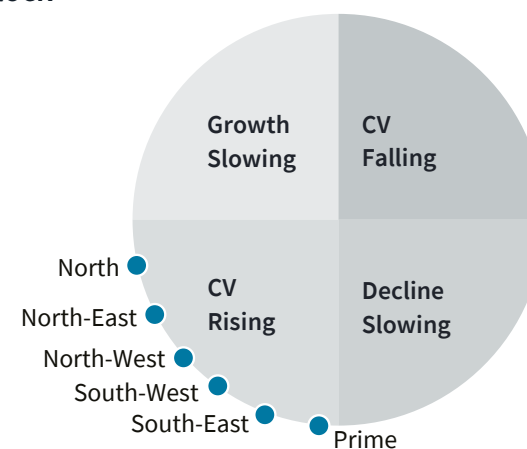 Growth
Slowing
CV
Falling
CV
Rising
Decline
Slowing
North
North-East
North-West
South-West
South-East
Prime